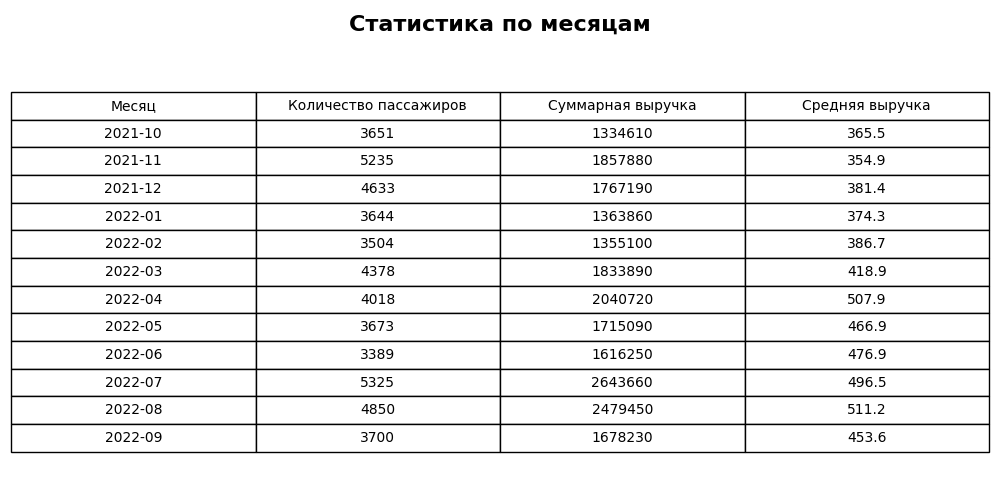 Статистика по месяцам
Месяц Количество пассажиров Суммарная выручка Средняя выручка
2021-10 3651 1334610 365.5
2021-11 5235 1857880 354.9
2021-12 4633 1767190 381.4
2022-01 3644 1363860 374.3
2022-02 3504 1355100 386.7
2022-03 4378 1833890 418.9
2022-04 4018 2040720 507.9
2022-05 3673 1715090 466.9
2022-06 3389 1616250 476.9
2022-07 5325 2643660 496.5
2022-08 4850 2479450 511.2
2022-09 3700 1678230 453.6